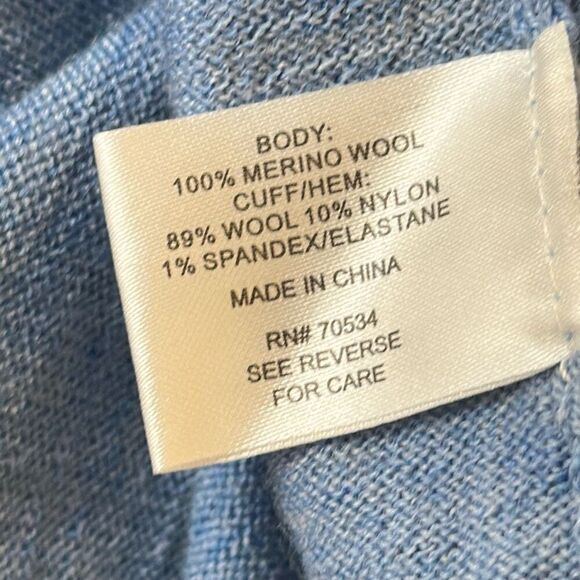 BODY:
100% MERINO WOOL
CUFF/HEM:
89% WOOL 10% NYLON
1% SPANDEX/ELASTANE
MADE IN CHINA
RN# 70534
SEE REVERSE
FOR CARE